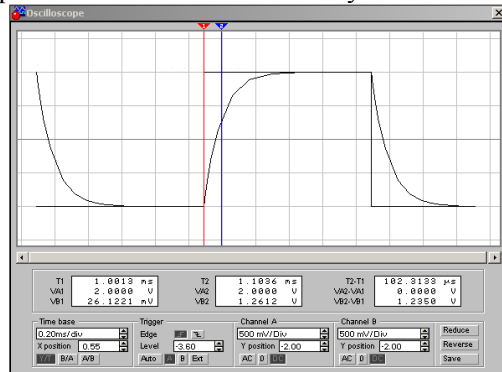 Oscilloscope
1 2
T1 1.0013 ms
VA1 2.0000 V
VB1 26.1221 mV
T2 1.1036 ms
VA2 2.0000 V
VB2 1.2612 V
T2-T1 102.3133 µs
VA2-VA1 0.0000 V
VB2-VB1 1.2350 V
Time base
0.20ms/div
X position 0.55
Y/T B/A A/B
Trigger
Edge
Level -3.60
Auto A B Ext
Channel A
500 mV/Div
Y position -2.00
AC 0 DC
Channel B
500 mV/Div
Y position -2.00
AC 0 DC
Reduce
Reverse
Save